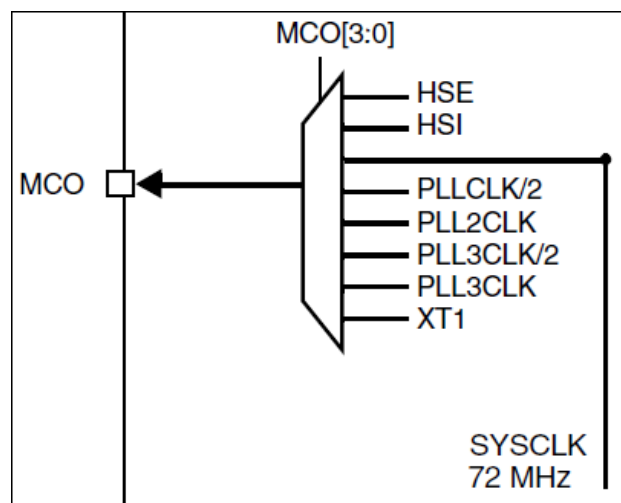 MCO[3:0]
HSE
HSI
MCO
PLLCLK/2
PLL2CLK
PLL3CLK/2
PLL3CLK
XT1
SYSCLK
72 MHz